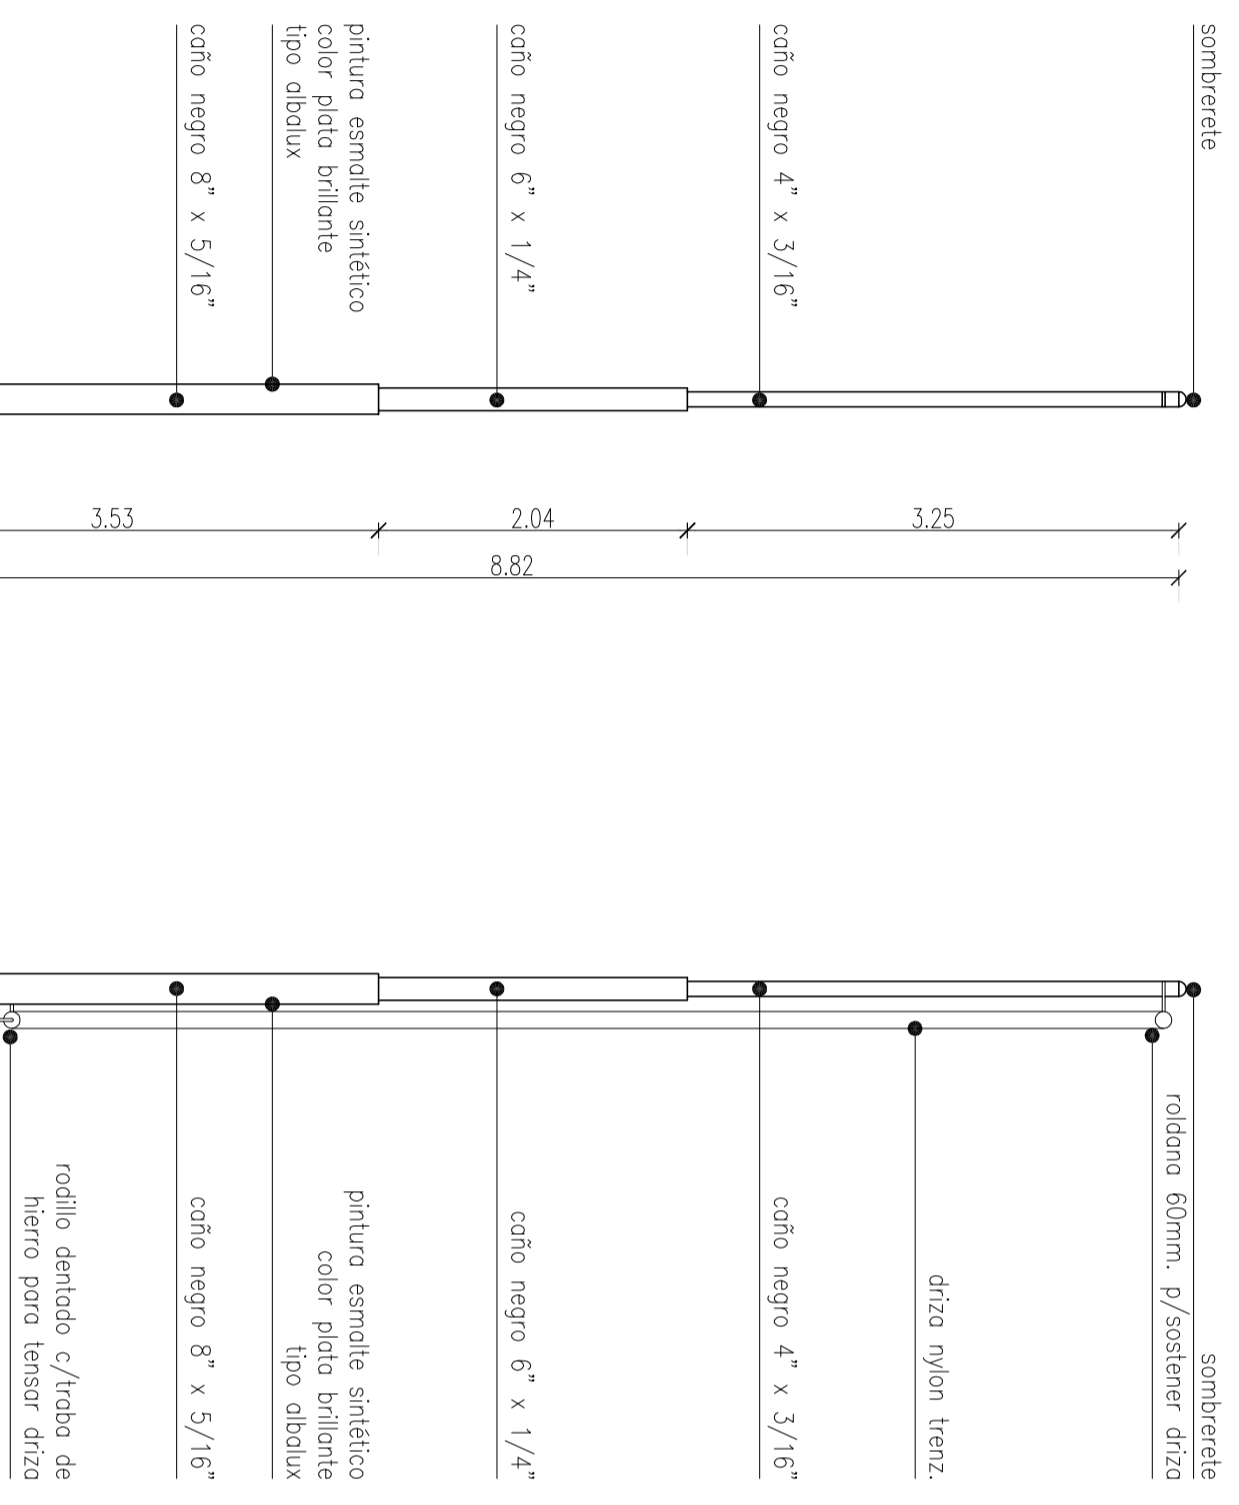 sombrerete
caño negro 4” x 3/16”
caño negro 6” x 1/4”
pintura esmalte sintético
color plata brillante
tipo albalux
caño negro 8” x 5/16”
3.25
2.04
3.53
8.82
sombrerete
roldana 60mm. p/sostener driza
driza nylon trenz.
caño negro 4” x 3/16”
caño negro 6” x 1/4”
pintura esmalte sintético
color plata brillante
tipo albalux
caño negro 8” x 5/16”
rodillo dentado c/traba de
hierro para tensar driza